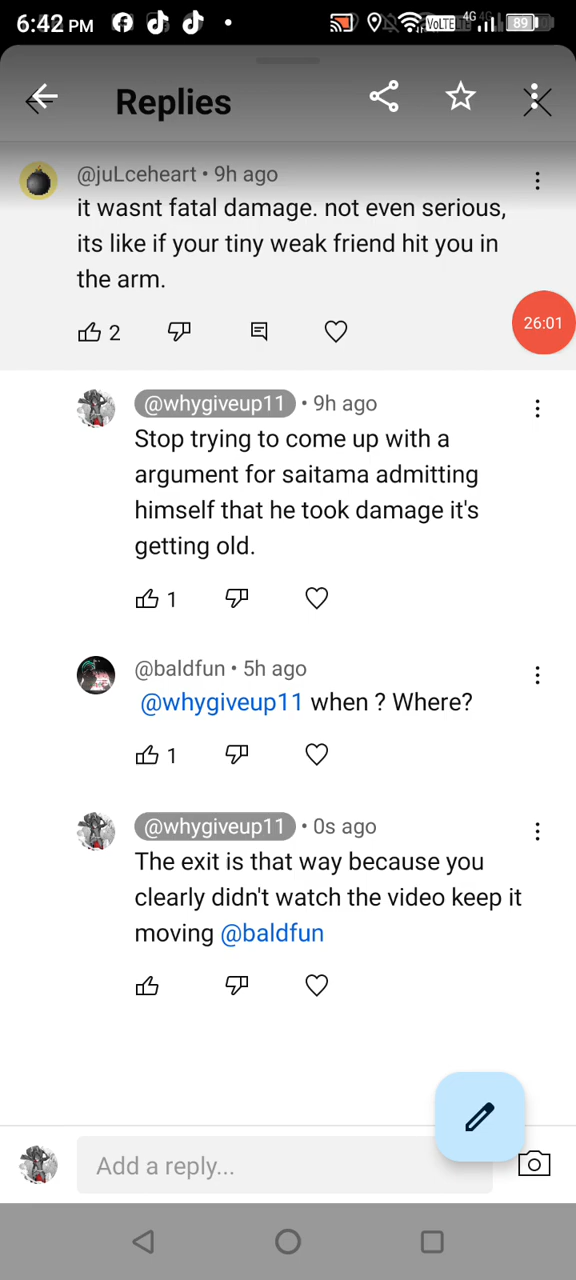 6:42 PM
VoLTE 4G 89
Replies
@juLceheart • 9h ago
it wasnt fatal damage. not even serious,
its like if your tiny weak friend hit you in
the arm.
2
26:01
@whygiveup11 • 9h ago
Stop trying to come up with a
argument for saitama admitting
himself that he took damage it's
getting old.
1
@baldfun • 5h ago
@whygiveup11 when ? Where?
1
@whygiveup11 • 0s ago
The exit is that way because you
clearly didn't watch the video keep it
moving @baldfun
Add a reply...